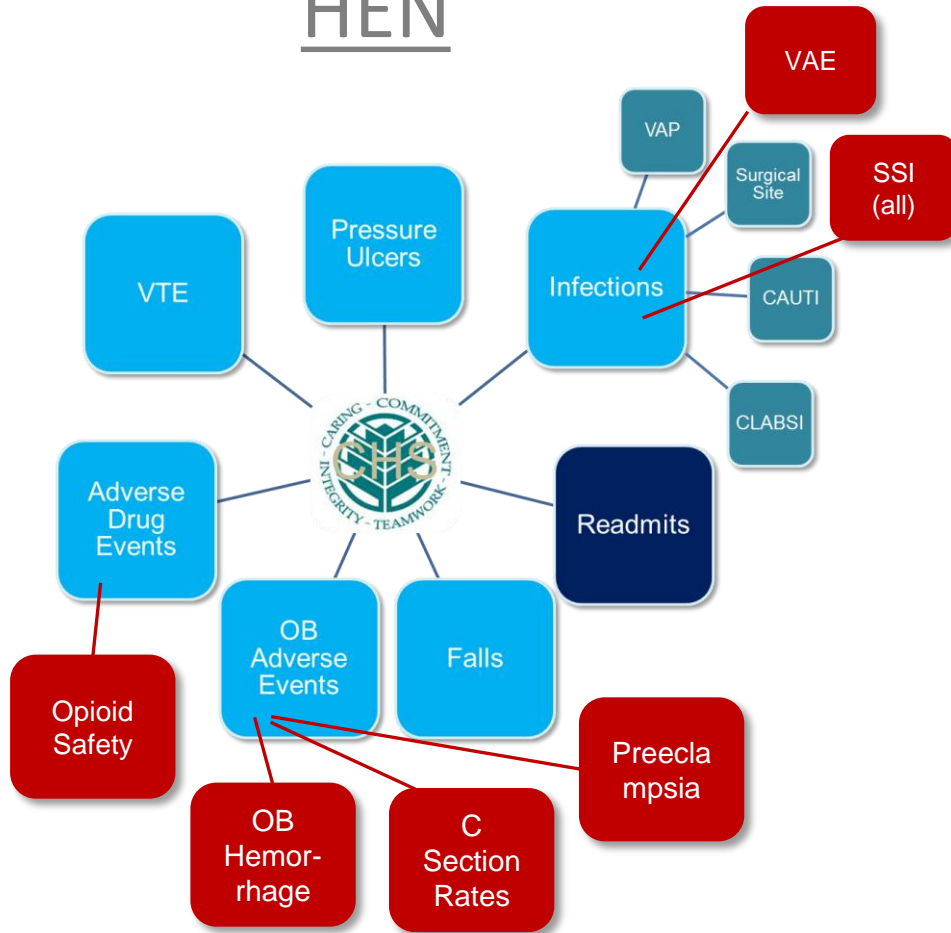 HEN
VAE
VAP
Surgical
Site
SSI
(all)
Pressure
Ulcers
Infections
VTE
CAUTI
CLABSI
CARING - COMMITMENT - INTEGRITY - TEAMWORK -
CHS
Adverse
Drug
Events
Readmits
OB
Adverse
Events
Falls
Opioid
Safety
Preecla
mpsia
OB
Hemor-
rhage
C
Section
Rates